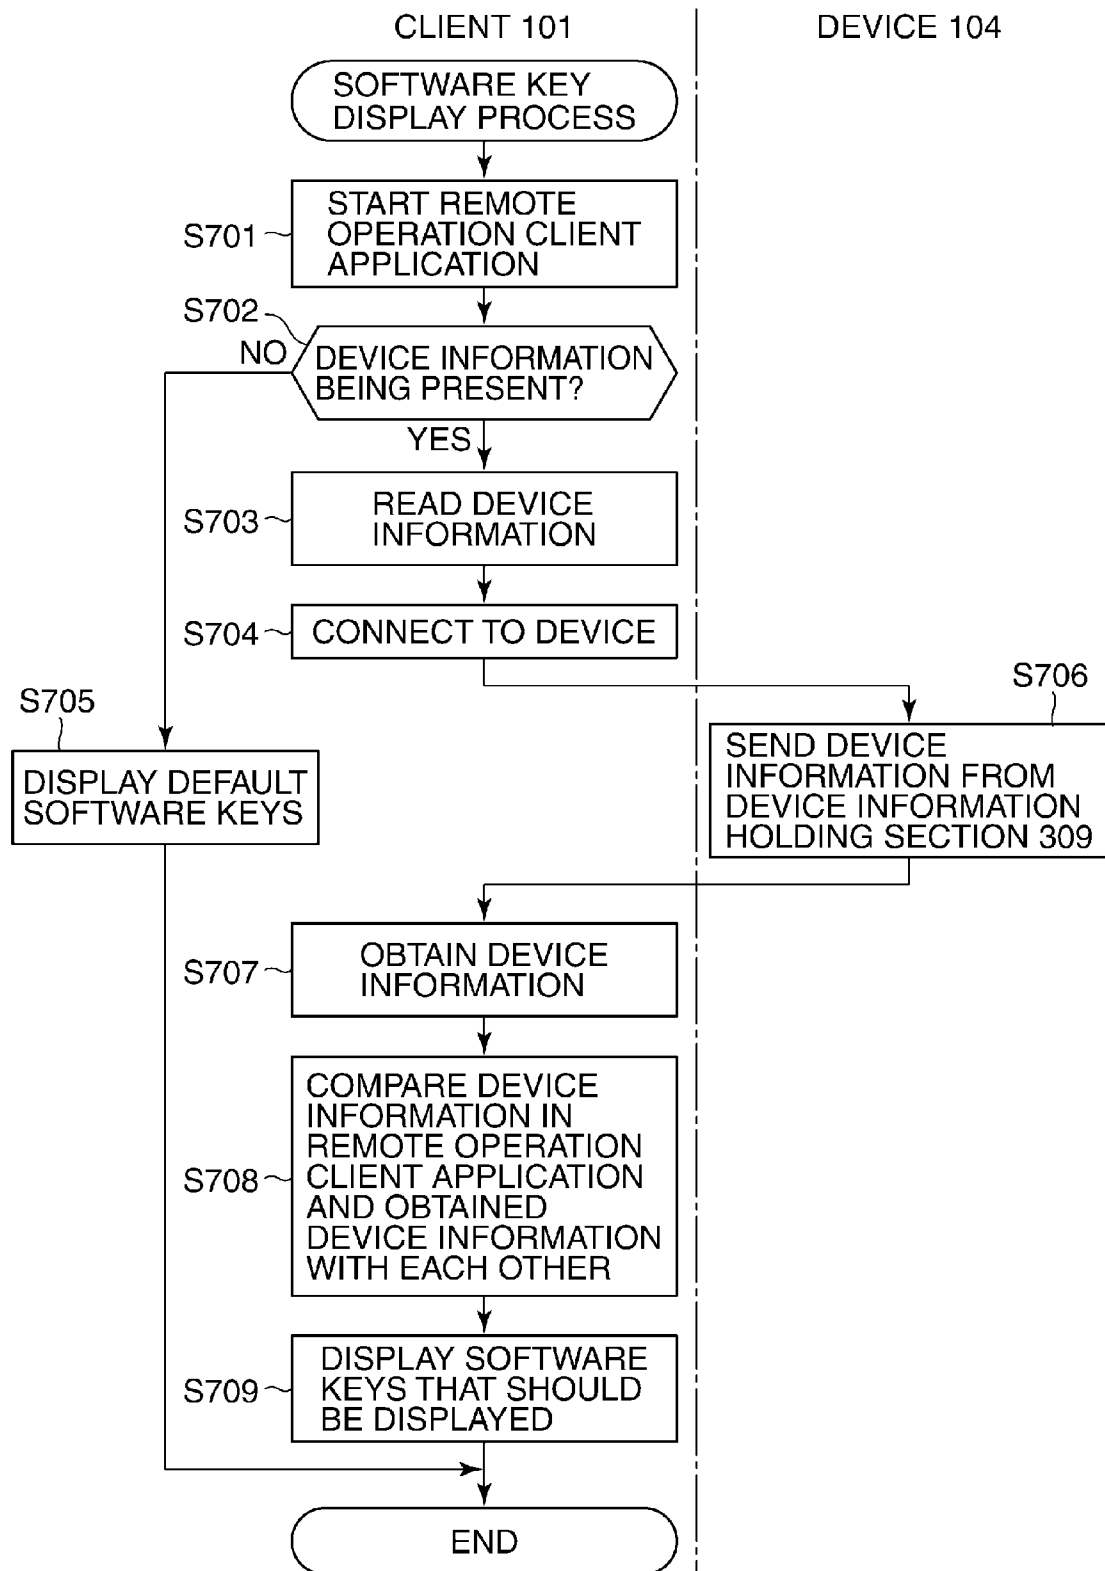 CLIENT 101
DEVICE 104
SOFTWARE KEY
DISPLAY PROCESS
S701
START REMOTE
OPERATION CLIENT
APPLICATION
S702
NO
DEVICE INFORMATION
BEING PRESENT?
YES
S703
READ DEVICE
INFORMATION
S704
CONNECT TO DEVICE
S705
DISPLAY DEFAULT
SOFTWARE KEYS
S706
SEND DEVICE
INFORMATION FROM
DEVICE INFORMATION
HOLDING SECTION 309
S707
OBTAIN DEVICE
INFORMATION
S708
COMPARE DEVICE
INFORMATION IN
REMOTE OPERATION
CLIENT APPLICATION
AND OBTAINED
DEVICE INFORMATION
WITH EACH OTHER
S709
DISPLAY SOFTWARE
KEYS THAT SHOULD
BE DISPLAYED
END